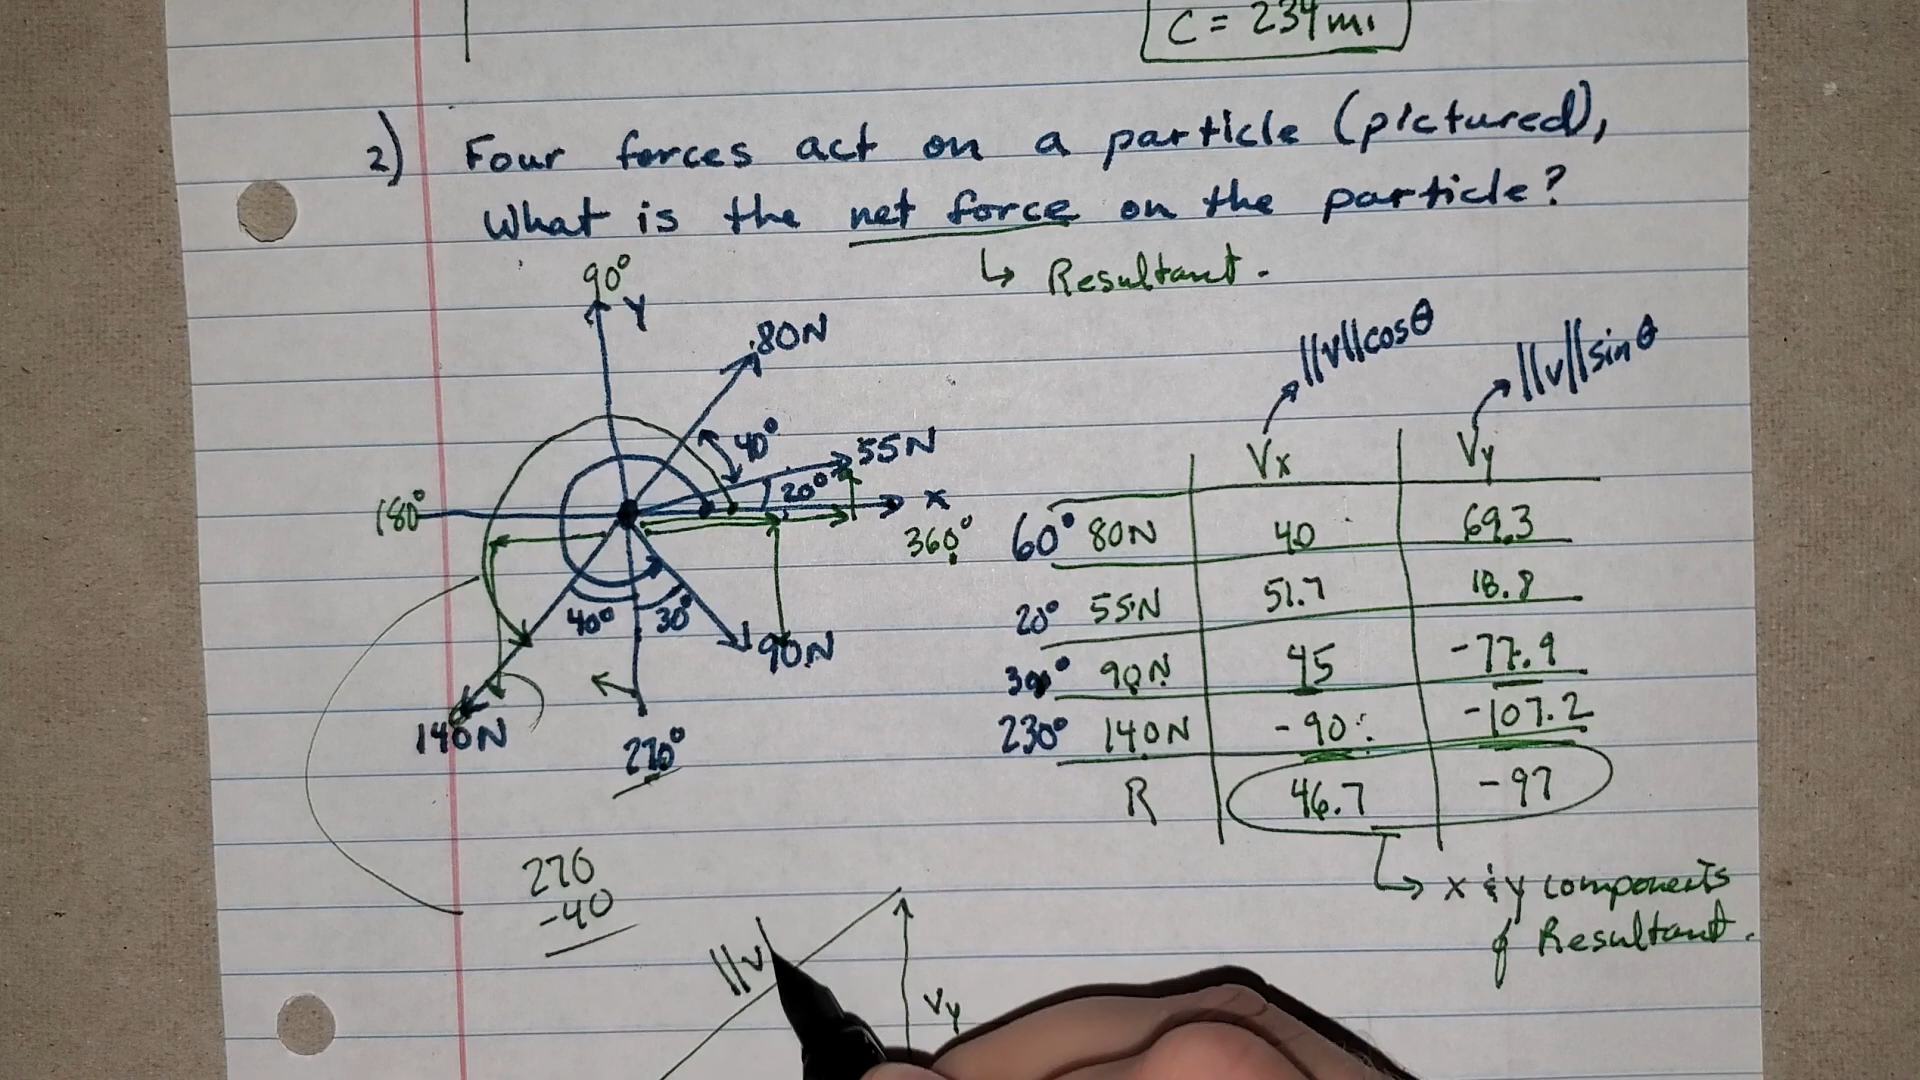 C = 234 mi
2) Four forces act on a particle (pictured),
What is the net force on the particle?
↳ Resultant.
90°
Y
80N
40°
55N
20°
x
180°
360°
40°
30°
90N
140N
270°
||v||cosθ
||v||sinθ
Vx Vy
60° 80N 40 69.3
20° 55N 51.7 18.8
90N 45 -77.9
230° 140N -90. -107.2
R 46.7 -97
↳ x & y components
of Resultant.
270
-40
||v
Vy